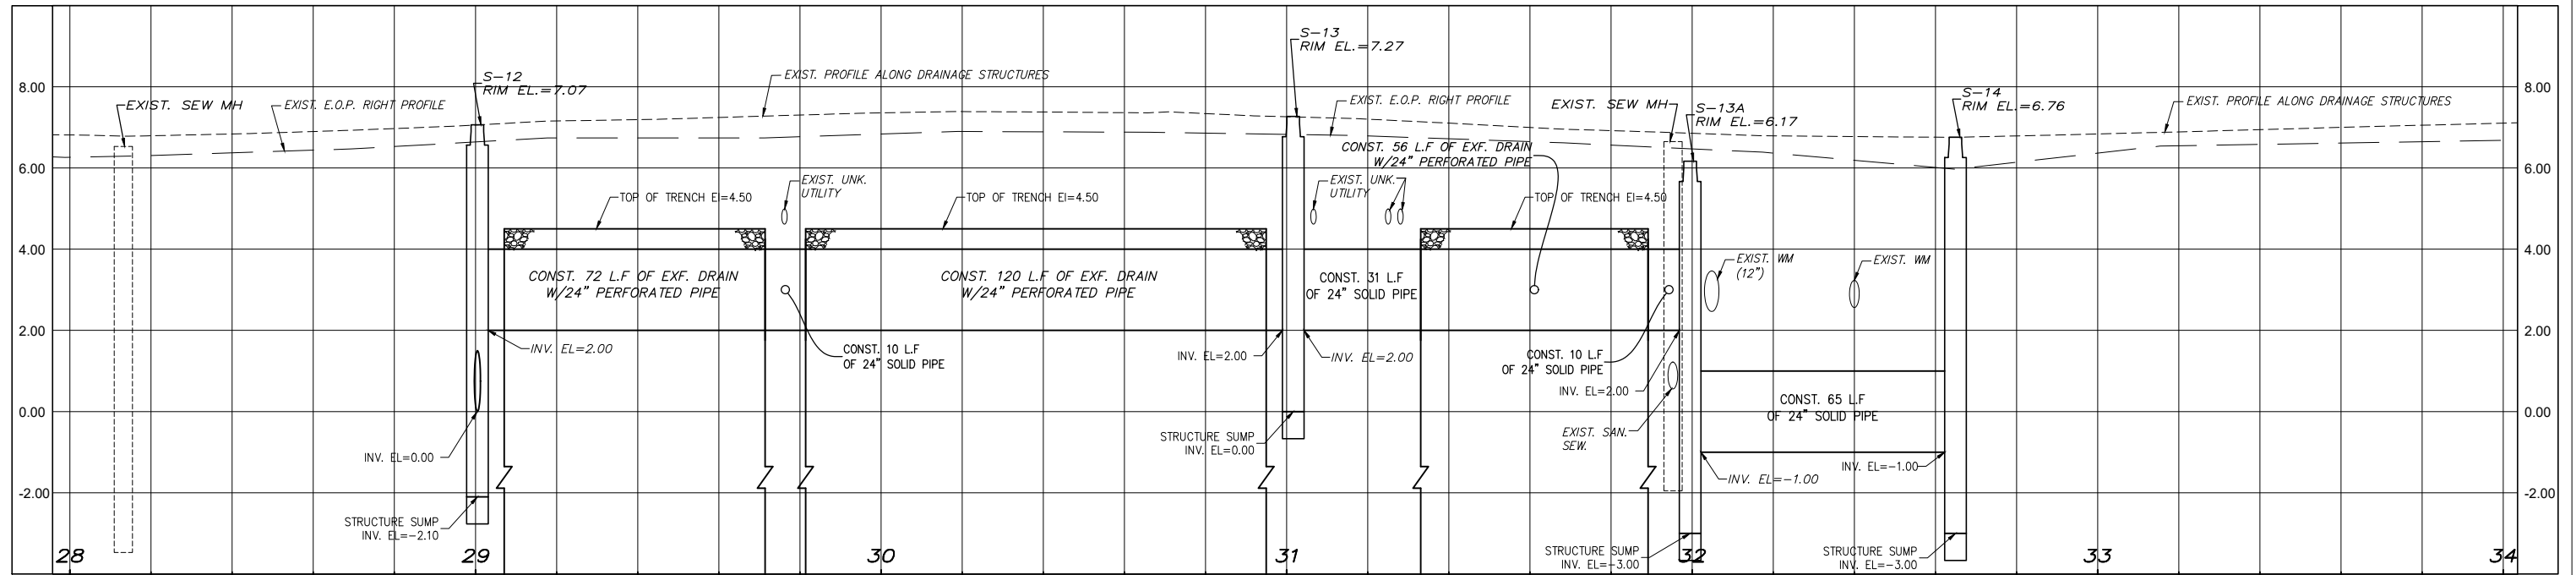 S-13
RIM EL.=7.27
S-12
RIM EL.=7.07
EXIST. PROFILE ALONG DRAINAGE STRUCTURES
8.00
8.00
EXIST. SEW MH
EXIST. E.O.P. RIGHT PROFILE
EXIST. E.O.P. RIGHT PROFILE
EXIST. SEW MH
S-13A
RIM EL.=6.17
S-14
RIM EL.=6.76
EXIST. PROFILE ALONG DRAINAGE STRUCTURES
CONST. 56 L.F OF EXF. DRAIN
W/24" PERFORATED PIPE
6.00
6.00
EXIST. UNK.
UTILITY
EXIST. UNK.
UTILITY
TOP OF TRENCH El=4.50
TOP OF TRENCH El=4.50
TOP OF TRENCH El=4.50
4.00
4.00
EXIST. WM
(12")
EXIST. WM
CONST. 72 L.F OF EXF. DRAIN
W/24" PERFORATED PIPE
CONST. 120 L.F OF EXF. DRAIN
W/24" PERFORATED PIPE
CONST. 31 L.F
OF 24" SOLID PIPE
2.00
2.00
INV. EL=2.00
CONST. 10 L.F
OF 24" SOLID PIPE
INV. EL=2.00
INV. EL=2.00
CONST. 10 L.F
OF 24" SOLID PIPE
INV. EL=2.00
CONST. 65 L.F
OF 24" SOLID PIPE
0.00
0.00
EXIST. SAN.
SEW.
STRUCTURE SUMP
INV. EL=0.00
INV. EL=0.00
INV. EL=-1.00
INV. EL=-1.00
-2.00
-2.00
STRUCTURE SUMP
INV. EL=-2.10
STRUCTURE SUMP
INV. EL=-3.00
STRUCTURE SUMP
INV. EL=-3.00
28
29
30
31
32
33
34